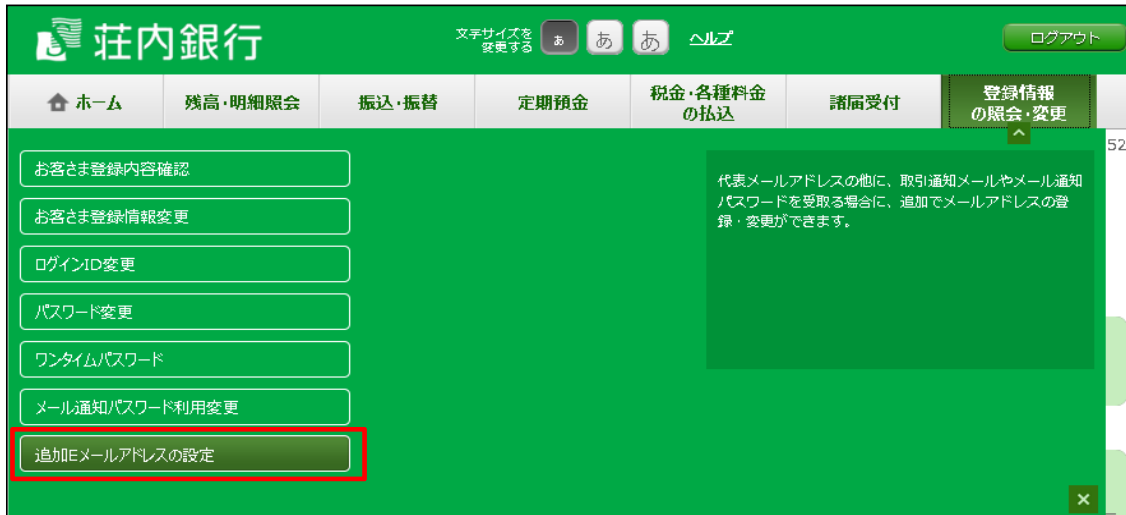 荘内銀行
文字サイズを
変更する
あ
あ
あ
ヘルプ
ログアウト
ホーム
残高・明細照会
振込・振替
定期預金
税金・各種料金
の払込
諸届受付
登録情報
の照会・変更
52
お客さま登録内容確認
お客さま登録情報変更
ログインID変更
パスワード変更
ワンタイムパスワード
メール通知パスワード利用変更
追加Eメールアドレスの設定
代表メールアドレスの他に、取引通知メールやメール通知
パスワードを受取る場合に、追加でメールアドレスの登
録・変更ができます。